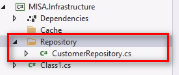 MISA.Infrastructure
Dependencies
Cache
Repository
CustomerRepository.cs
Class1.cs